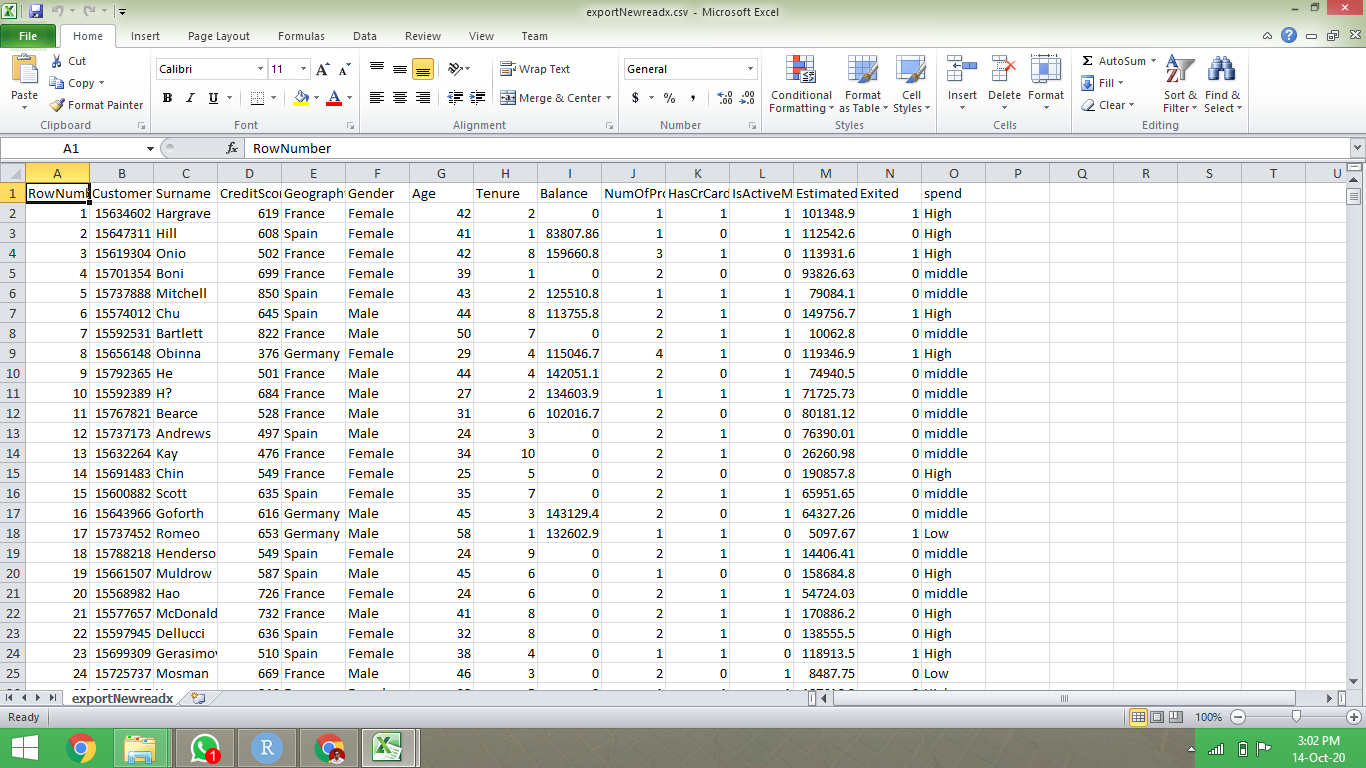 exportNewreadx.csv - Microsoft Excel
File Home Insert Page Layout Formulas Data Review View Team
Paste Cut Copy Format Painter Clipboard
Calibri 11 B I U Font
Wrap Text Merge & Center Alignment
General $ % , Number
Conditional Formatting Format as Table Cell Styles Styles
Insert Delete Format Cells
AutoSum Fill Clear Sort & Filter Find & Select Editing
A1 fx RowNumber
A B C D E F G H I J K L M N O P Q R S T U
1 RowNumb Customer Surname CreditScor Geography Gender Age Tenure Balance NumOfPro HasCrCard IsActiveM Estimated Exited spend
2 1 15634602 Hargrave 619 France Female 42 2 0 1 1 1 101348.9 1 High
3 2 15647311 Hill 608 Spain Female 41 1 83807.86 1 0 1 112542.6 0 High
4 3 15619304 Onio 502 France Female 42 8 159660.8 3 1 0 113931.6 1 High
5 4 15701354 Boni 699 France Female 39 1 0 2 0 0 93826.63 0 middle
6 5 15737888 Mitchell 850 Spain Female 43 2 125510.8 1 1 1 79084.1 0 middle
7 6 15574012 Chu 645 Spain Male 44 8 113755.8 2 1 0 149756.7 1 High
8 7 15592531 Bartlett 822 France Male 50 7 0 2 1 1 10062.8 0 middle
9 8 15656148 Obinna 376 Germany Female 29 4 115046.7 4 1 0 119346.9 1 High
10 9 15792365 He 501 France Male 44 4 142051.1 2 0 1 74940.5 0 middle
11 10 15592389 H? 684 France Male 27 2 134603.9 1 1 1 71725.73 0 middle
12 11 15767821 Bearce 528 France Male 31 6 102016.7 2 0 0 80181.12 0 middle
13 12 15737173 Andrews 497 Spain Male 24 3 0 2 1 0 76390.01 0 middle
14 13 15632264 Kay 476 France Female 34 10 0 2 1 0 26260.98 0 middle
15 14 15691483 Chin 549 France Female 25 5 0 2 0 0 190857.8 0 High
16 15 15600882 Scott 635 Spain Female 35 7 0 2 1 1 65951.65 0 middle
17 16 15643966 Goforth 616 Germany Male 45 3 143129.4 2 0 1 64327.26 0 middle
18 17 15737452 Romeo 653 Germany Male 58 1 132602.9 1 1 0 5097.67 1 Low
19 18 15788218 Henderso 549 Spain Female 24 9 0 2 1 1 14406.41 0 middle
20 19 15661507 Muldrow 587 Spain Male 45 6 0 1 0 0 158684.8 0 High
21 20 15568982 Hao 726 France Female 24 6 0 2 1 1 54724.03 0 middle
22 21 15577657 McDonald 732 France Male 41 8 0 2 1 1 170886.2 0 High
23 22 15597945 Dellucci 636 Spain Female 32 8 0 2 1 0 138555.5 0 High
24 23 15699309 Gerasimov 510 Spain Female 38 4 0 1 1 0 118913.5 1 High
25 24 15725737 Mosman 669 France Male 46 3 0 2 0 1 8487.75 0 Low
exportNewreadx
Ready 100%
1 R 3:02 PM
14-Oct-20